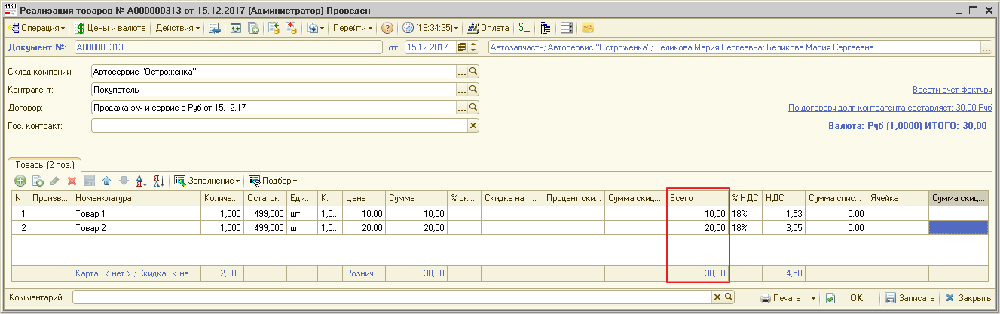 НАКЛ Реализация товаров № А000000313 от 15.12.2017 (Администратор) Проведен
Операция Цены и валюта Действия Перейти (16:34:35) Оплата
Документ №: А000000313 от 15.12.2017 Автозапчасть; Автосервис "Остроженка"; Беликова Мария Сергеевна; Беликова Мария Сергеевна ...
Склад компании: Автосервис "Остроженка" ...
Контрагент: Покупатель ... Ввести счет-фактуру
Договор: Продажа з\ч и сервис в Руб от 15.12.17 ... По договору долг контрагента составляет: 30,00 Руб
Гос. контракт: Валюта: Руб (1,0000) ИТОГО: 30,00
Товары (2 поз.)
Заполнение Подбор
N Произв... Номенклатура Количе... Остаток Еди... К. Цена Сумма % ск... Скидка на т... Процент ски... Сумма скид... Всего % НДС НДС Сумма спис... Ячейка Сумма скид...
1 Товар 1 1,000 499,000 шт 1,0... 10,00 10,00 10,00 18% 1,53 0.00
2 Товар 2 1,000 499,000 шт 1,0... 20,00 20,00 20,00 18% 3,05 0.00
Карта: < нет > ; Скидка: < не... 2,000 Рознич... 30,00 30,00 4,58
Комментарий: Печать ОК Записать Закрыть